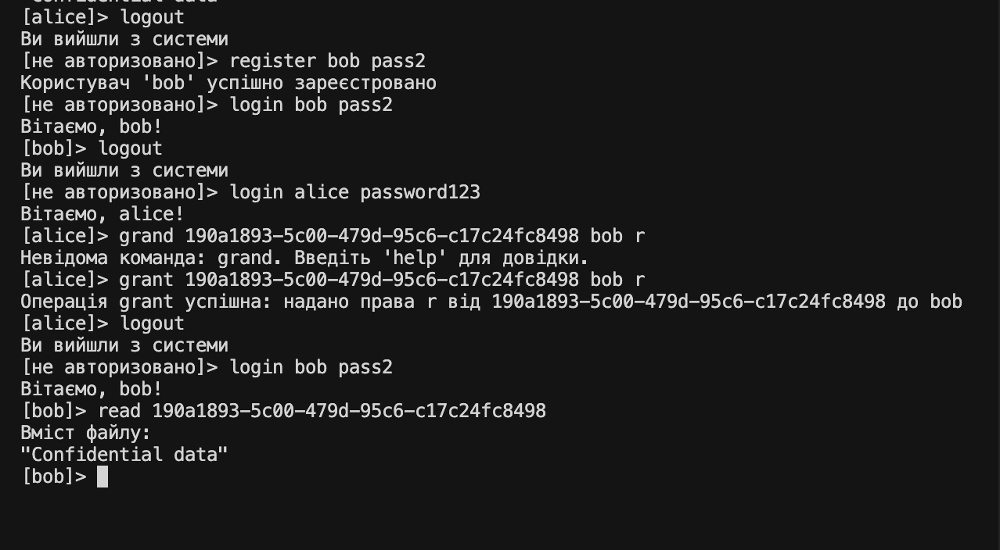 "Confidential data"
[alice]> logout
Ви вийшли з системи
[не авторизовано]> register bob pass2
Користувач 'bob' успішно зареєстровано
[не авторизовано]> login bob pass2
Вітаємо, bob!
[bob]> logout
Ви вийшли з системи
[не авторизовано]> login alice password123
Вітаємо, alice!
[alice]> grand 190a1893-5c00-479d-95c6-c17c24fc8498 bob r
Невідома команда: grand. Введіть 'help' для довідки.
[alice]> grant 190a1893-5c00-479d-95c6-c17c24fc8498 bob r
Операція grant успішна: надано права r від 190a1893-5c00-479d-95c6-c17c24fc8498 до bob
[alice]> logout
Ви вийшли з системи
[не авторизовано]> login bob pass2
Вітаємо, bob!
[bob]> read 190a1893-5c00-479d-95c6-c17c24fc8498
Вміст файлу:
"Confidential data"
[bob]>